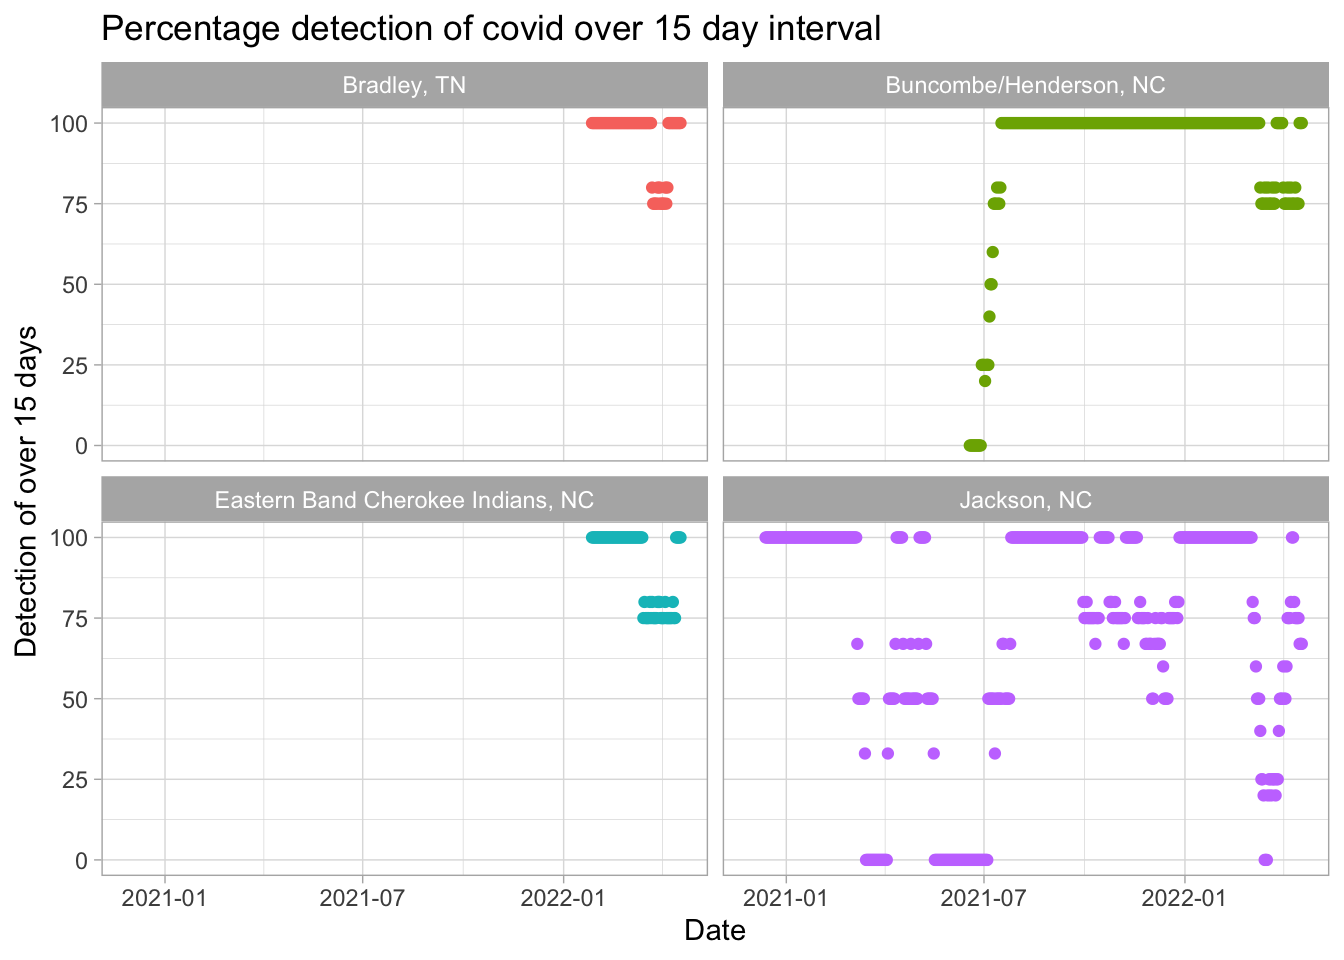 Percentage detection of covid over 15 day interval
Bradley, TN
Buncombe/Henderson, NC
100
75
50
25
0
Eastern Band Cherokee Indians, NC
Jackson, NC
100
75
50
25
0
Detection of over 15 days
2021-01
2021-07
2022-01
2021-01
2021-07
2022-01
Date